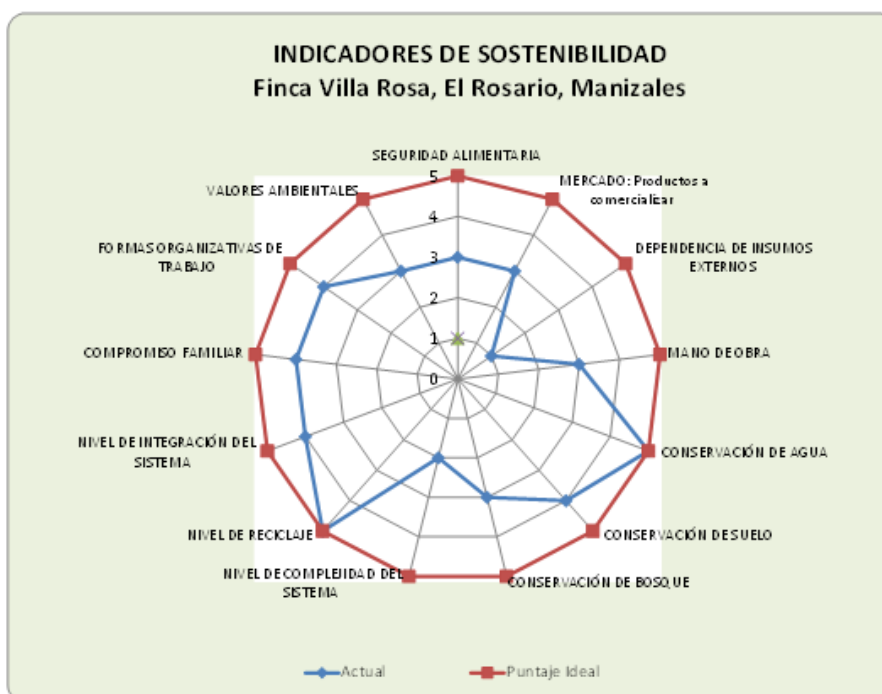 INDICADORES DE SOSTENIBILIDAD
Finca Villa Rosa, El Rosario, Manizales
SEGURIDAD ALIMENTARIA
MERCADO: Productos a
comercializar
DEPENDENCIA DE INSUMOS
EXTERNOS
MANO DE OBRA
CONSERVACIÓN DE AGUA
CONSERVACIÓN DE SUELO
CONSERVACIÓN DE BOSQUE
NIVEL DE COMPLEJIDAD DEL
SISTEMA
NIVEL DE RECICLAJE
NIVEL DE INTEGRACIÓN DEL
SISTEMA
COMPROMISO FAMILIAR
FORMAS ORGANIZATIVAS DE
TRABAJO
VALORES AMBIENTALES
5
4
3
2
1
0
Actual
Puntaje Ideal